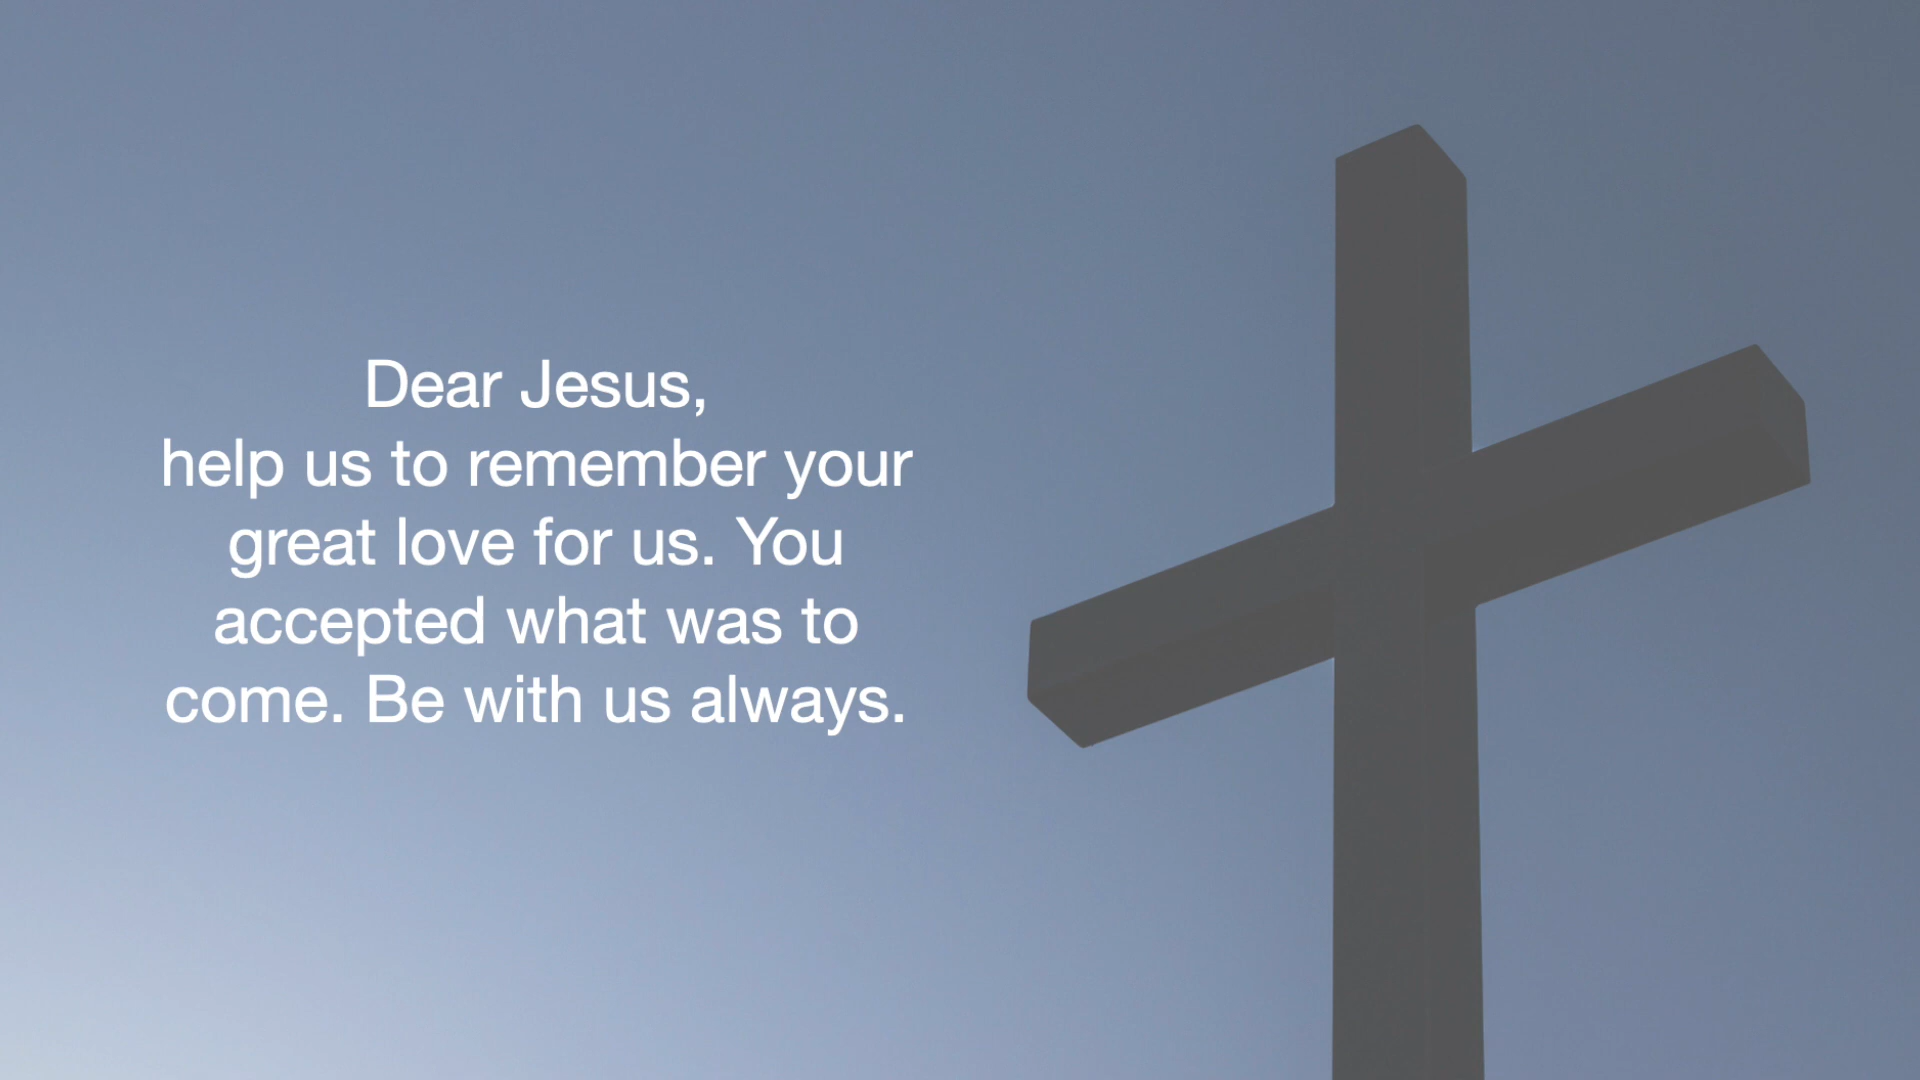 Dear Jesus,
help us to remember your
great love for us. You
accepted what was to
come. Be with us always.